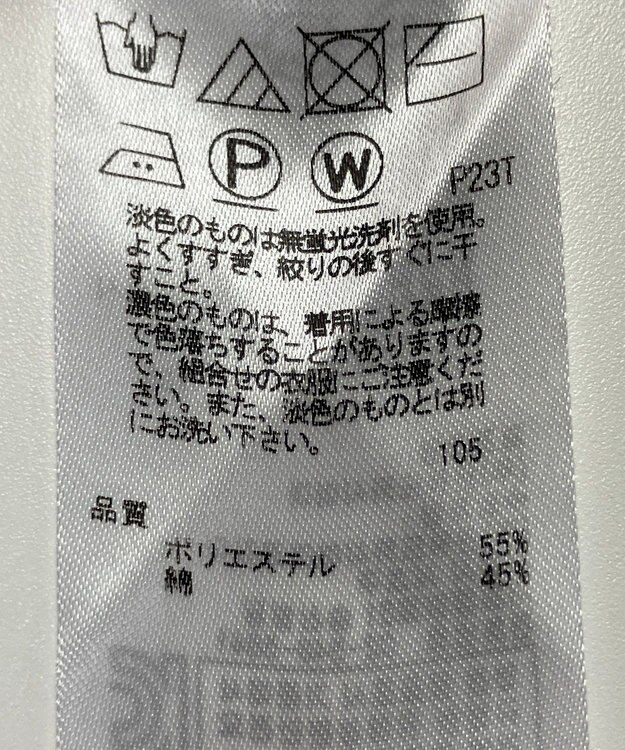 P
W
P23T
淡色のものは無蛍光洗剤を使用。
よくすすぎ、絞りの後すぐに干
すこと。
濃色のものは、着用による摩擦
で色落ちすることがありますの
で、組合せの衣服にご注意くだ
さい。また、淡色のものとは別
にお洗い下さい。
105
品質
ポリエステル 55%
綿 45%